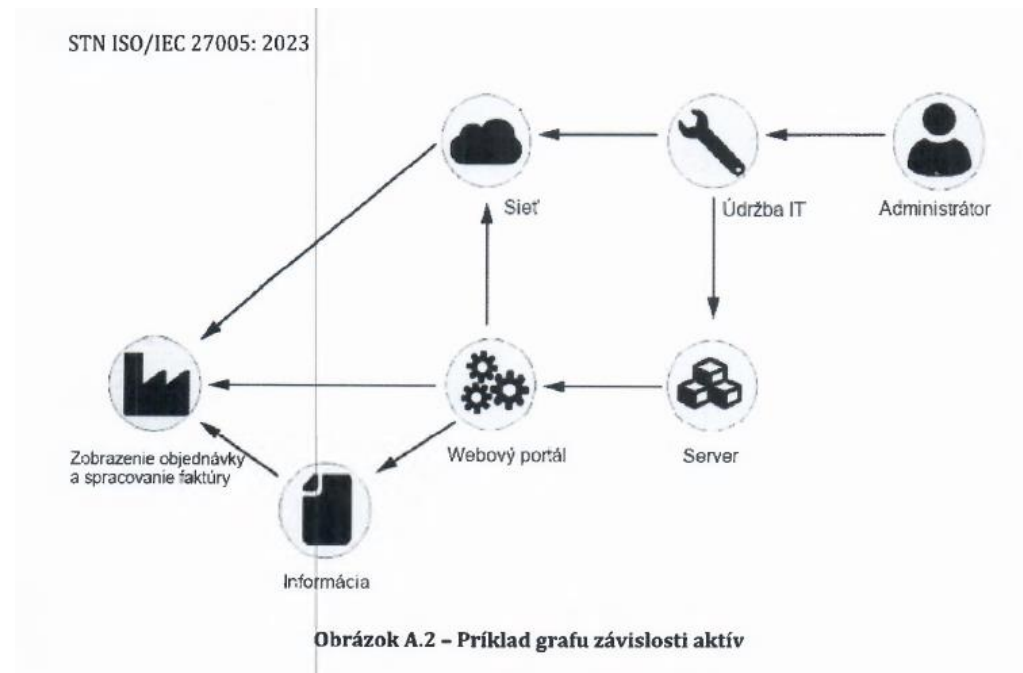 STN ISO/IEC 27005: 2023
Sieť
Údržba IT
Administrátor
Zobrazenie objednávky
a spracovanie faktúry
Webový portál
Server
Informácia
Obrázok A.2 – Príklad grafu závislosti aktív